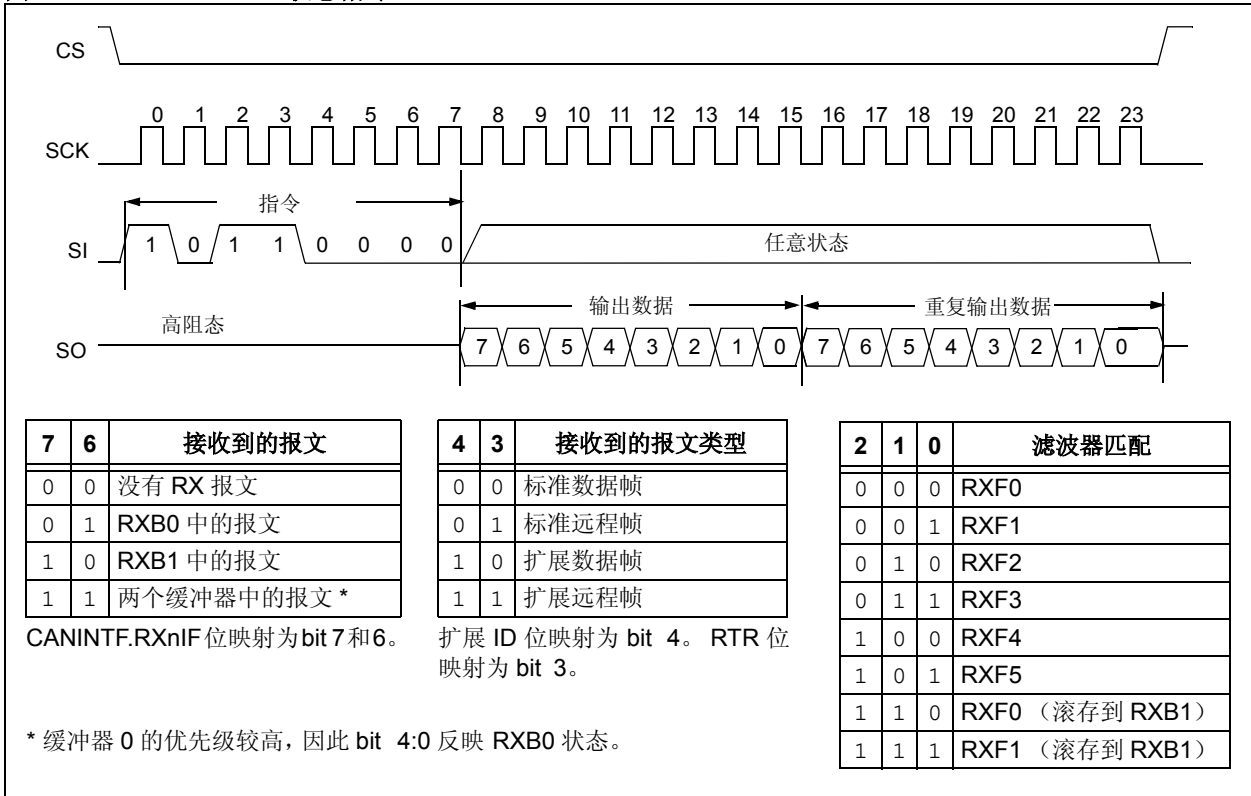 CS
0 1 2 3 4 5 6 7 8 9 10 11 12 13 14 15 16 17 18 19 20 21 22 23
SCK
指令
SI 1 0 1 1 0 0 0 0 任意状态
输出数据 重复输出数据
高阻态
SO 7 6 5 4 3 2 1 0 7 6 5 4 3 2 1 0
7 6 接收到的报文
0 0 没有 RX 报文
0 1 RXB0 中的报文
1 0 RXB1 中的报文
1 1 两个缓冲器中的报文 *
CANINTF.RXnIF位映射为bit 7和6。
4 3 接收到的报文类型
0 0 标准数据帧
0 1 标准远程帧
1 0 扩展数据帧
1 1 扩展远程帧
扩展 ID 位映射为 bit 4。 RTR 位
映射为 bit 3。
2 1 0 滤波器匹配
0 0 0 RXF0
0 0 1 RXF1
0 1 0 RXF2
0 1 1 RXF3
1 0 0 RXF4
1 0 1 RXF5
1 1 0 RXF0 （滚存到 RXB1）
1 1 1 RXF1 （滚存到 RXB1）
* 缓冲器 0 的优先级较高，因此 bit 4:0 反映 RXB0 状态。